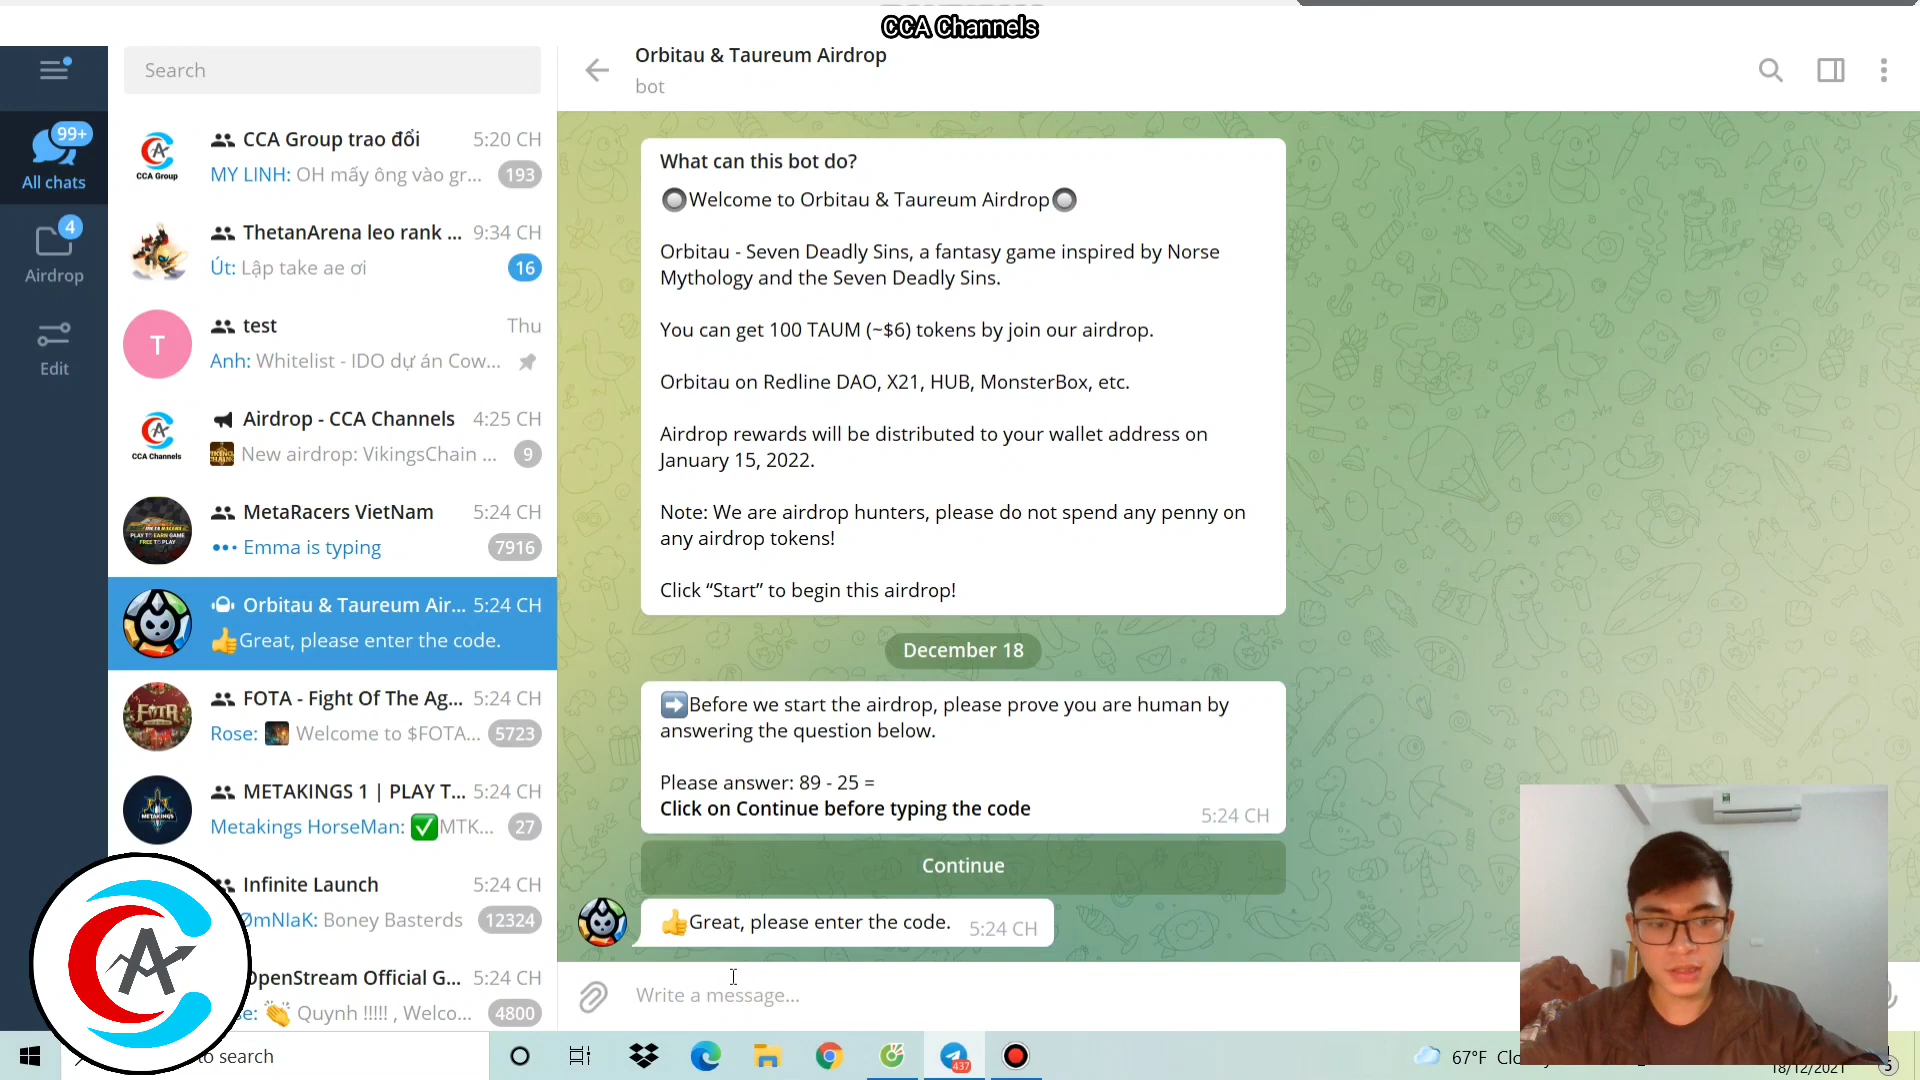 CCA Channels
Search
99+
All chats
4
Airdrop
Edit
CCA Group trao đổi 5:20 CH
MY LINH: OH mấy ông vào gr... 193
CCA Group
ThetanArena leo rank ... 9:34 CH
Út: Lập take ae ơi 16
T
test Thu
Anh: Whitelist - IDO dự án Cow...
Airdrop - CCA Channels 4:25 CH
New airdrop: VikingsChain ... 9
CCA Channels
MetaRacers VietNam 5:24 CH
Emma is typing 7916
Orbitau & Taureum Air... 5:24 CH
👍Great, please enter the code.
FOTA - Fight Of The Ag... 5:24 CH
Rose: Welcome to $FOTA... 5723
METAKINGS 1 | PLAY T... 5:24 CH
Metakings HorseMan: ✅MTK... 27
Infinite Launch 5:24 CH
ØmNIaK: Boney Basterds 12324
OpenStream Official G... 5:24 CH
se: 👏 Quynh !!!!! , Welco... 4800
Orbitau & Taureum Airdrop
bot
What can this bot do?
🔘Welcome to Orbitau & Taureum Airdrop🔘
Orbitau - Seven Deadly Sins, a fantasy game inspired by Norse
Mythology and the Seven Deadly Sins.
You can get 100 TAUM (~$6) tokens by join our airdrop.
Orbitau on Redline DAO, X21, HUB, MonsterBox, etc.
Airdrop rewards will be distributed to your wallet address on
January 15, 2022.
Note: We are airdrop hunters, please do not spend any penny on
any airdrop tokens!
Click “Start” to begin this airdrop!
December 18
➡️Before we start the airdrop, please prove you are human by
answering the question below.
Please answer: 89 - 25 =
Click on Continue before typing the code
5:24 CH
Continue
👍Great, please enter the code. 5:24 CH
Write a message...
to search
437
67°F
18/12/2021
5